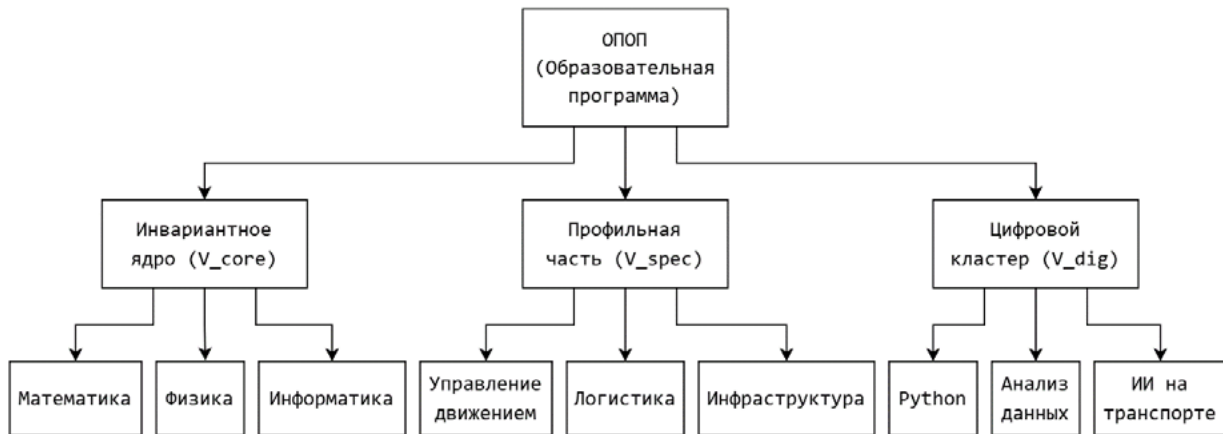 ОПОП
(Образовательная
программа)
Инвариантное
ядро (V_core)
Профильная
часть (V_spec)
Цифровой
кластер (V_dig)
Математика
Физика
Информатика
Управление
движением
Логистика
Инфраструктура
Python
Анализ
данных
ИИ на
транспорте